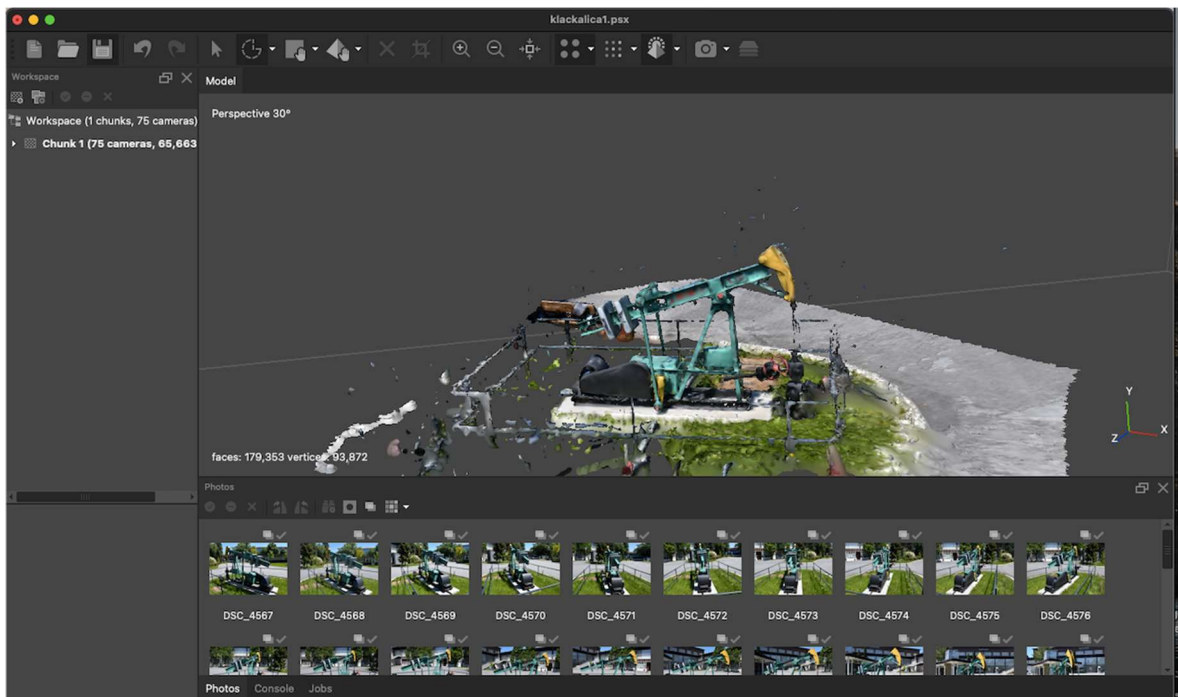 klackalica1.psx
Workspace
Model
Workspace (1 chunks, 75 cameras)
Chunk 1 (75 cameras, 65,663
Perspective 30°
Y
X
Z
faces: 179,353 vertices: 93,872
Photos
DSC_4567 DSC_4568 DSC_4569 DSC_4570 DSC_4571 DSC_4572 DSC_4573 DSC_4574 DSC_4575 DSC_4576
Photos Console Jobs